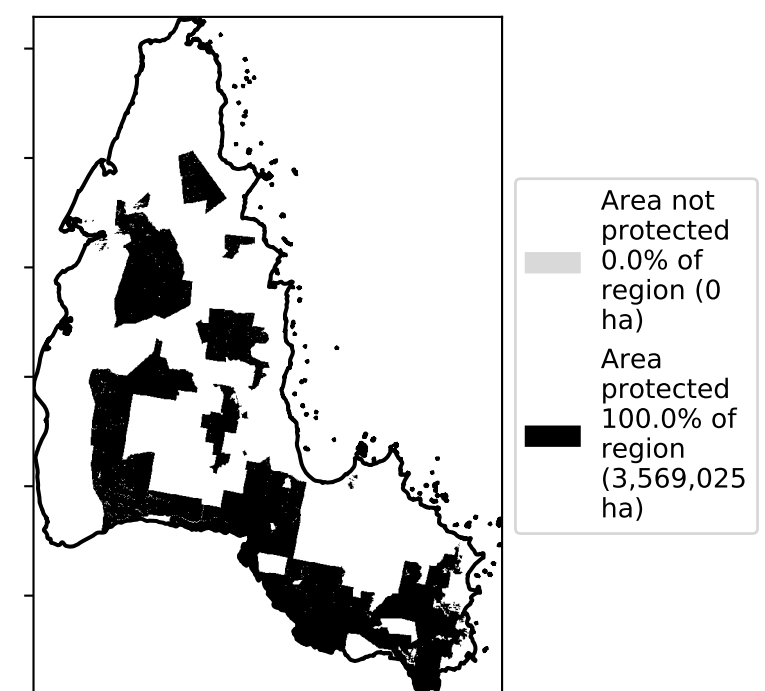 Area not
protected
0.0% of
region (0
ha)
Area
protected
100.0% of
region
(3,569,025
ha)